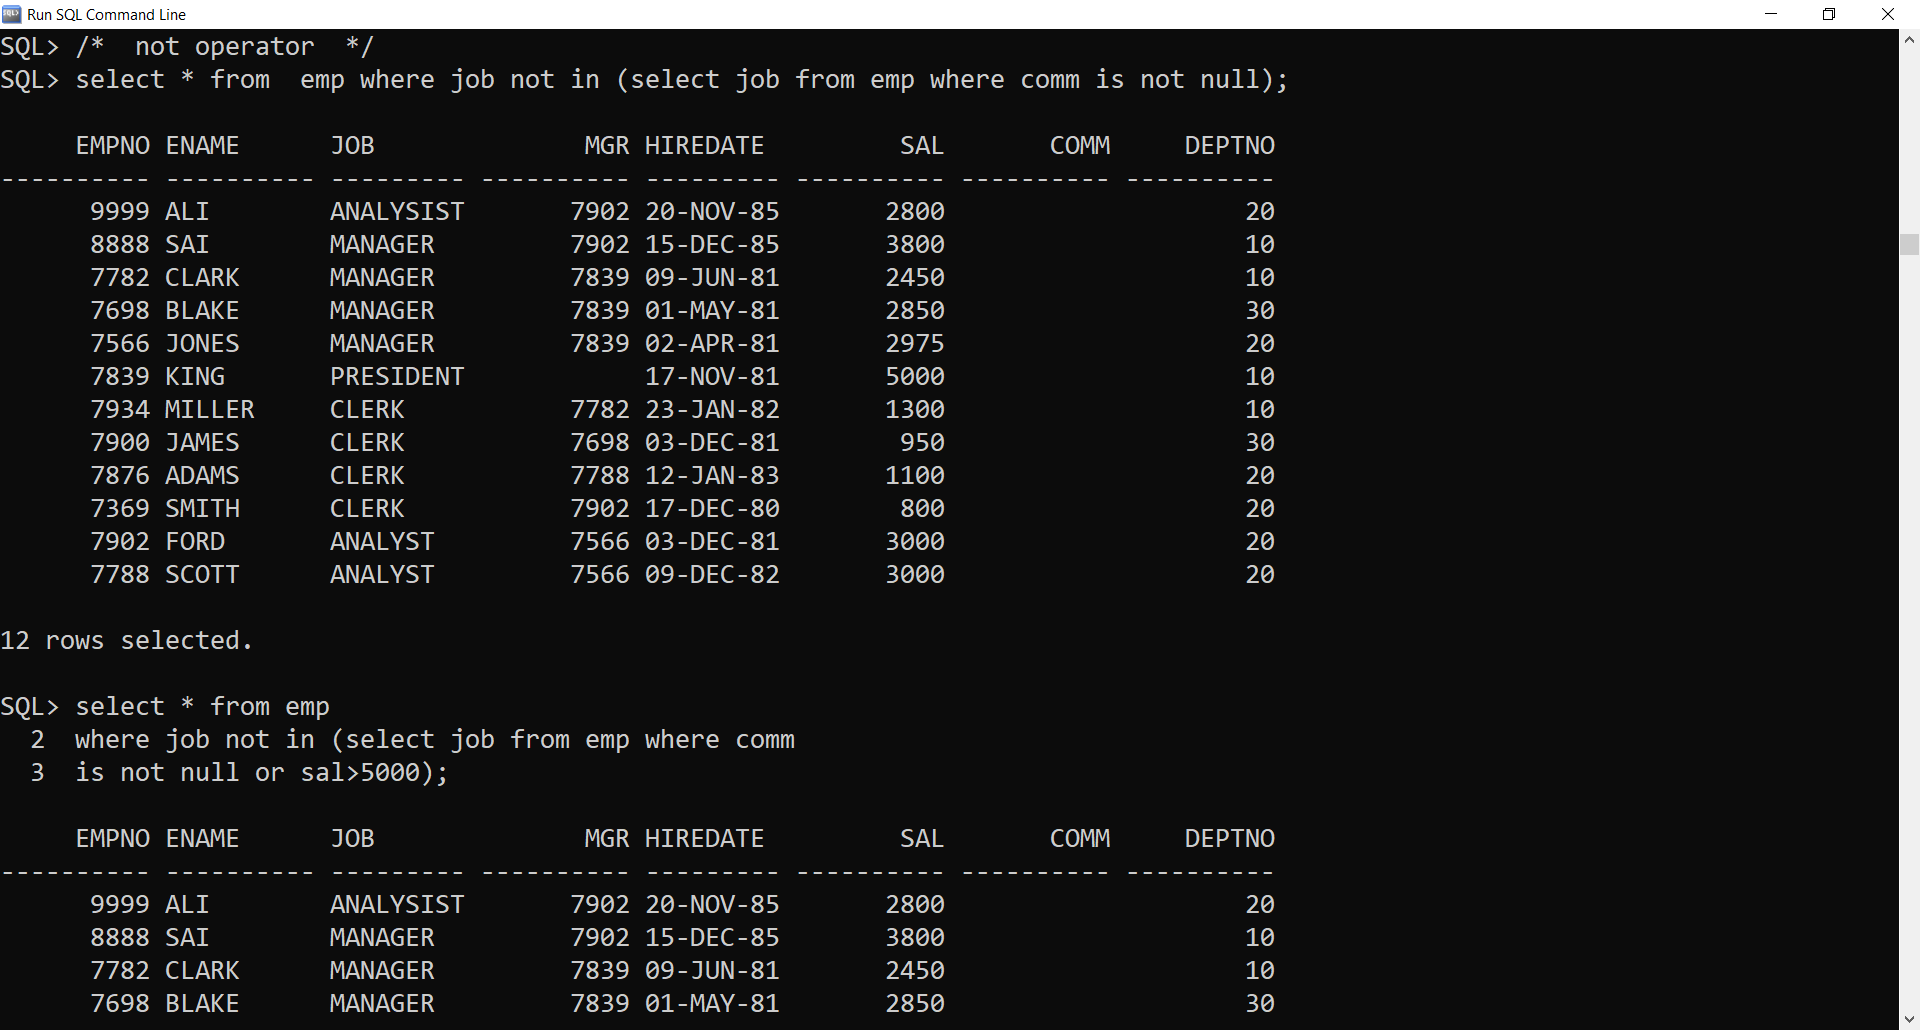 Run SQL Command Line
SQL> /*  not operator  */
SQL> select * from  emp where job not in (select job from emp where comm is not null);

     EMPNO ENAME      JOB              MGR HIREDATE         SAL       COMM     DEPTNO
---------- ---------- --------- ---------- --------- ---------- ---------- ----------
      9999 ALI        ANALYSIST       7902 20-NOV-85       2800                    20
      8888 SAI        MANAGER         7902 15-DEC-85       3800                    10
      7782 CLARK      MANAGER         7839 09-JUN-81       2450                    10
      7698 BLAKE      MANAGER         7839 01-MAY-81       2850                    30
      7566 JONES      MANAGER         7839 02-APR-81       2975                    20
      7839 KING       PRESIDENT            17-NOV-81       5000                    10
      7934 MILLER     CLERK           7782 23-JAN-82       1300                    10
      7900 JAMES      CLERK           7698 03-DEC-81        950                    30
      7876 ADAMS      CLERK           7788 12-JAN-83       1100                    20
      7369 SMITH      CLERK           7902 17-DEC-80        800                    20
      7902 FORD       ANALYST         7566 03-DEC-81       3000                    20
      7788 SCOTT      ANALYST         7566 09-DEC-82       3000                    20

12 rows selected.

SQL> select * from emp
  2  where job not in (select job from emp where comm
  3  is not null or sal>5000);

     EMPNO ENAME      JOB              MGR HIREDATE         SAL       COMM     DEPTNO
---------- ---------- --------- ---------- --------- ---------- ---------- ----------
      9999 ALI        ANALYSIST       7902 20-NOV-85       2800                    20
      8888 SAI        MANAGER         7902 15-DEC-85       3800                    10
      7782 CLARK      MANAGER         7839 09-JUN-81       2450                    10
      7698 BLAKE      MANAGER         7839 01-MAY-81       2850                    30